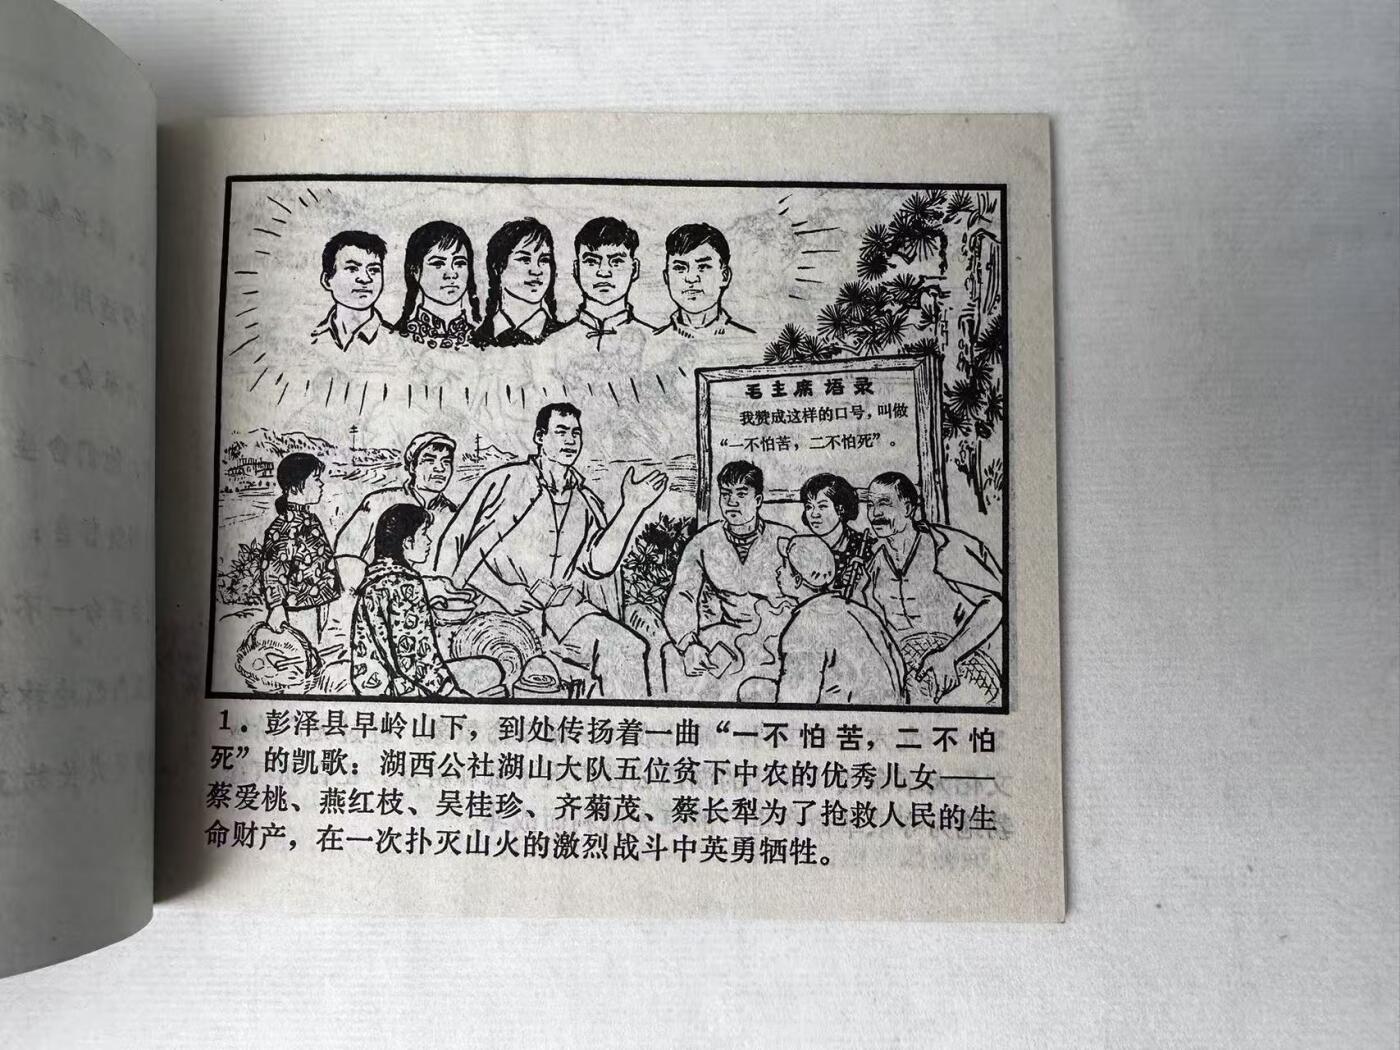 毛主席语录
我赞成这样的口号，叫做
“一不怕苦，二不怕死”。
1．彭泽县旱岭山下，到处传扬着一曲“一不怕苦，二不怕
死”的凯歌：湖西公社湖山大队五位贫下中农的优秀儿女——
蔡爱桃、燕红枝、吴桂珍、齐菊茂、蔡长犁为了抢救人民的生
命财产，在一次扑灭山火的激烈战斗中英勇牺牲。